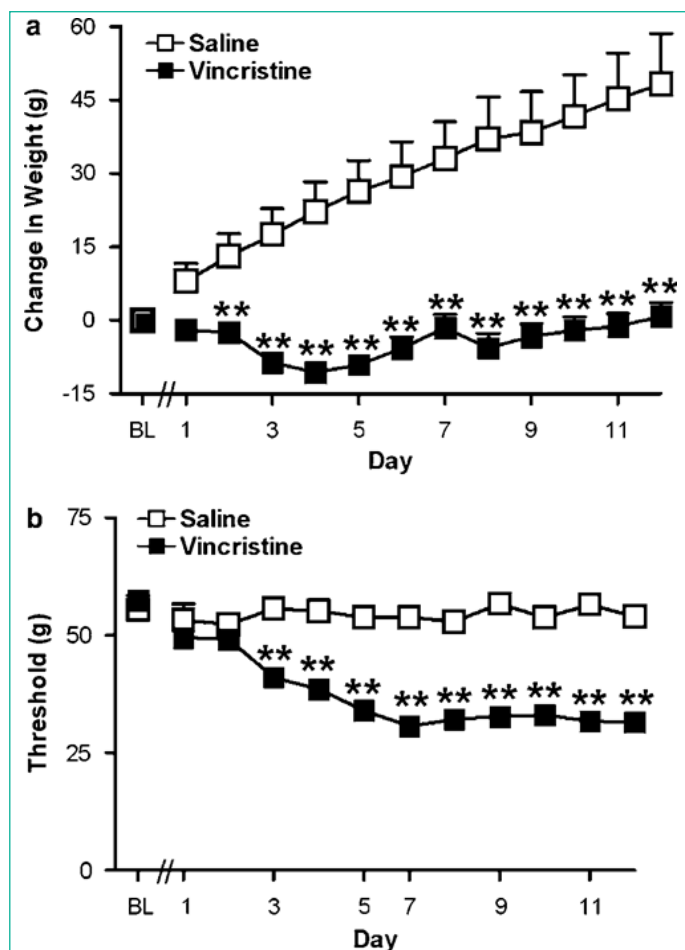 a
60
Saline
Vincristine
45
30
15
0
-15
Change In Weight (g)
** ** ** ** ** ** ** ** ** ** **
BL // 1 3 5 7 9 11
Day
b
75
Saline
Vincristine
50
25
0
Threshold (g)
** ** ** ** ** ** ** ** **
BL // 1 3 5 7 9 11
Day